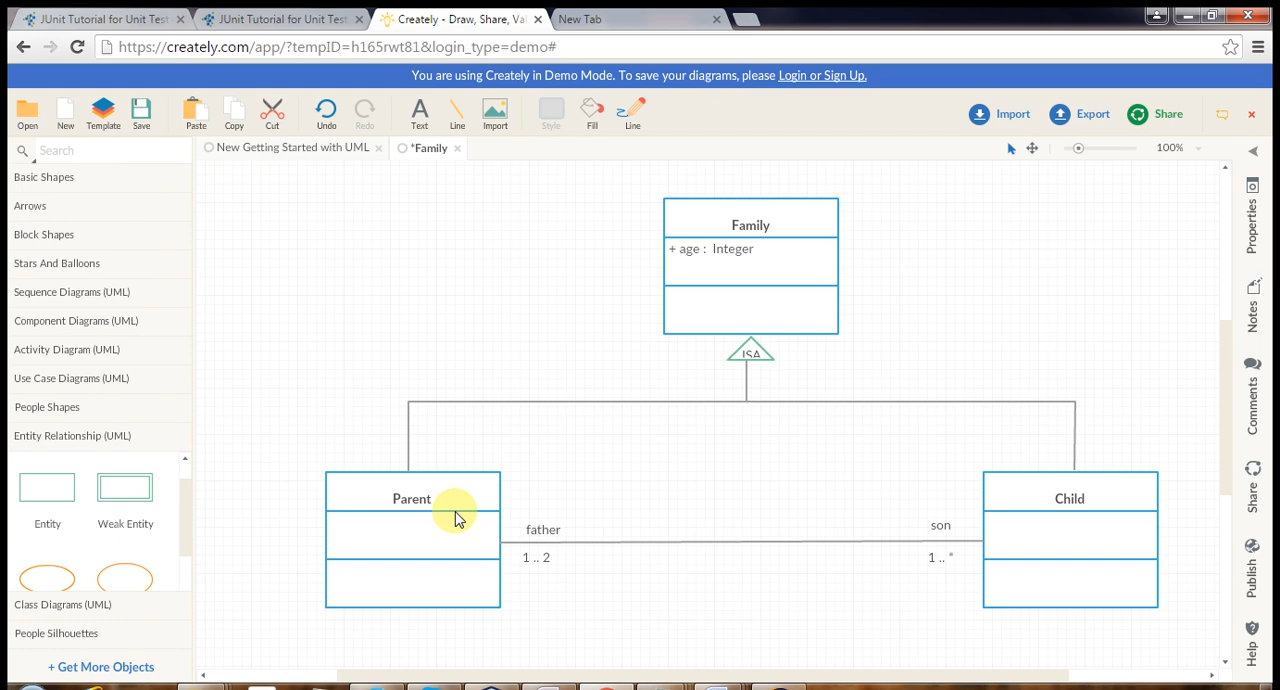 JUnit Tutorial for Unit Test
JUnit Tutorial for Unit Test
Creately - Draw, Share, Val
New Tab
https://creately.com/app/?tempID=h165rwt81&login_type=demo#
You are using Creately in Demo Mode. To save your diagrams, please Login or Sign Up.
Open
New
Template
Save
Paste
Copy
Cut
Undo
Redo
Text
Line
Import
Style
Fill
Line
Import
Export
Share
Search
New Getting Started with UML
*Family
100%
Basic Shapes
Arrows
Block Shapes
Stars And Balloons
Sequence Diagrams (UML)
Component Diagrams (UML)
Activity Diagram (UML)
Use Case Diagrams (UML)
People Shapes
Entity Relationship (UML)
Entity
Weak Entity
Class Diagrams (UML)
People Silhouettes
+ Get More Objects
Family
+ age : Integer
ISA
Parent
Child
father
son
1 .. 2
1 .. *
Properties
Notes
Comments
Share
Publish
Help